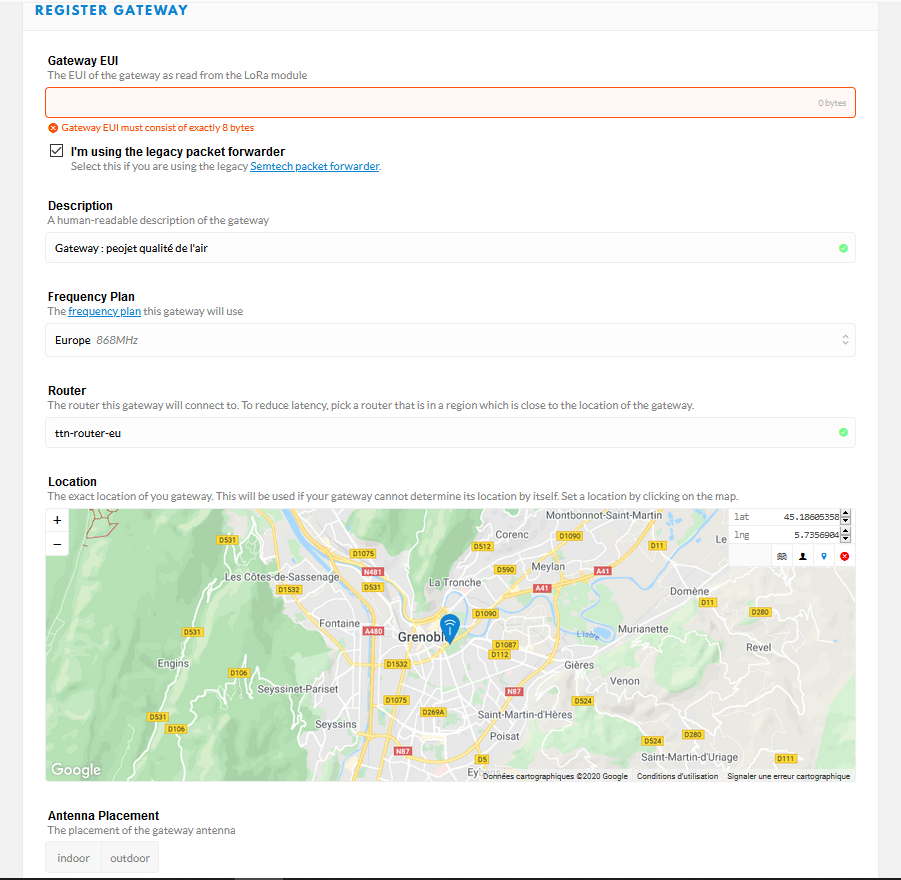 REGISTER GATEWAY
Gateway EUI
The EUI of the gateway as read from the LoRa module
0 bytes
Gateway EUI must consist of exactly 8 bytes
I'm using the legacy packet forwarder
Select this if you are using the legacy Semtech packet forwarder.
Description
A human-readable description of the gateway
Gateway : peojet qualité de l'air
Frequency Plan
The frequency plan this gateway will use
Europe 868MHz
Router
The router this gateway will connect to. To reduce latency, pick a router that is in a region which is close to the location of the gateway.
ttn-router-eu
Location
The exact location of you gateway. This will be used if your gateway cannot determine its location by itself. Set a location by clicking on the map.
+
−
lat 45.18605358
lng 5.7356904
Montbonnot-Saint-Martin
Corenc
D1090
D531
D512
D11
Le
D1075
N481
D590
Meylan
A41
Les Côtes-de-Sassenage
D1532
D531
La Tronche
A41
Domène
D11
D280
D1090
Fontaine
A480
Grenoble
L'Isère
Murianette
D531
D1087
D112
Revel
Engins
D1532
Gières
D106
Venon
Seyssinet-Pariset
N87
D1075
D524
D269A
Saint-Martin-d'Hères
D531
D106
Seyssins
Poisat
D524
D280
N87
D5
Saint-Martin-d'Uriage
D111
Google
Données cartographiques ©2020 Google
Conditions d'utilisation
Signaler une erreur cartographique
Antenna Placement
The placement of the gateway antenna
indoor
outdoor